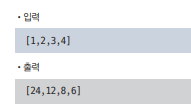 • 입력
[1,2,3,4]
• 출력
[24,12,8,6]